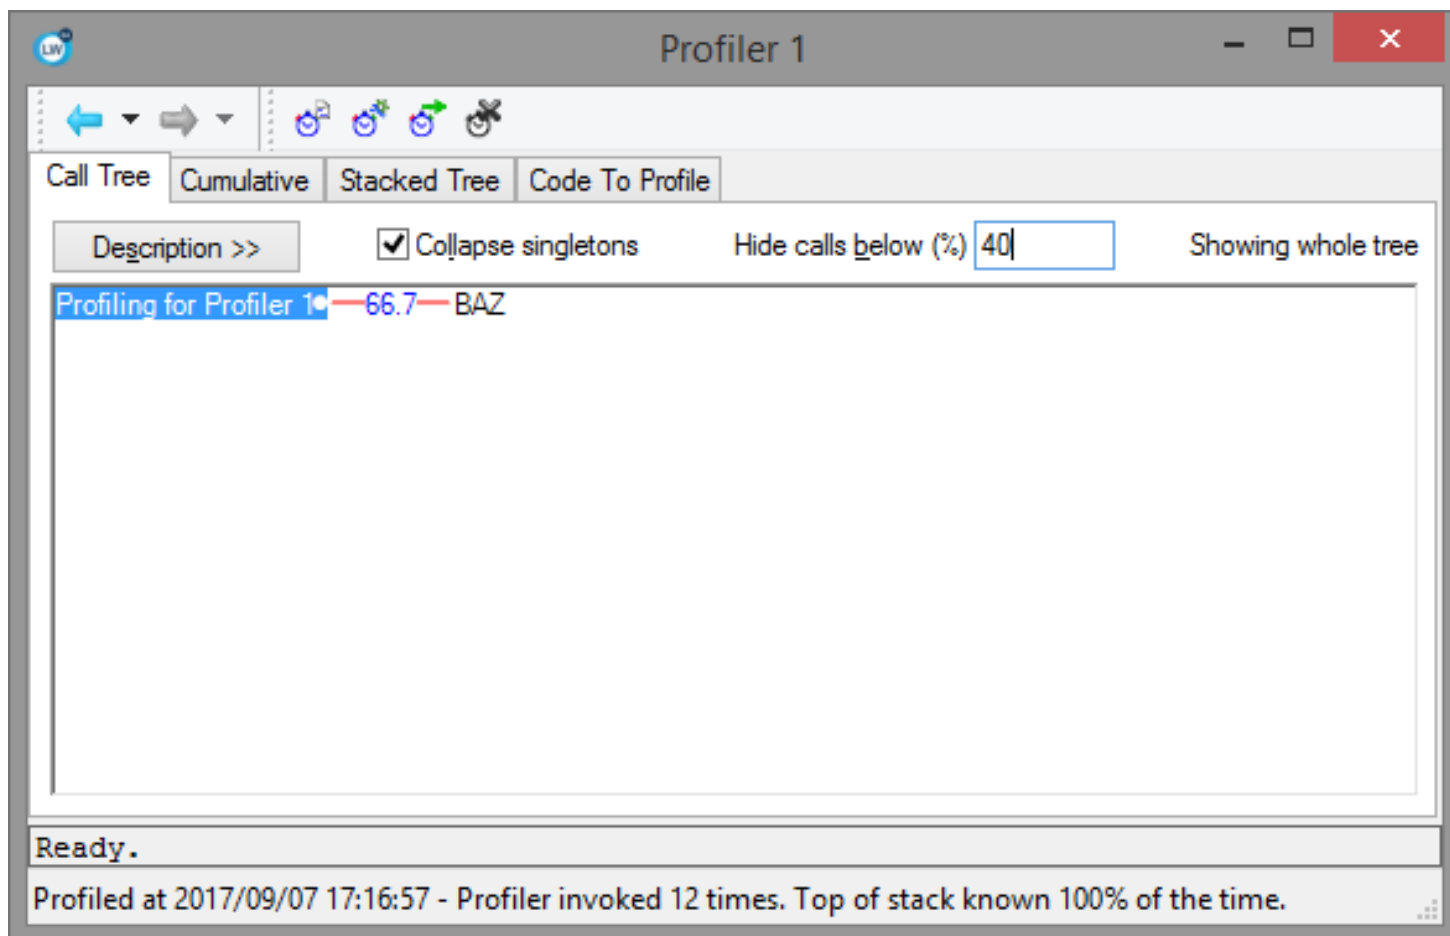 LW
Profiler 1
Call Tree Cumulative Stacked Tree Code To Profile
Description >> Collapse singletons Hide calls below (%) 40 Showing whole tree
Profiling for Profiler 1 66.7 BAZ
Ready.
Profiled at 2017/09/07 17:16:57 - Profiler invoked 12 times. Top of stack known 100% of the time.